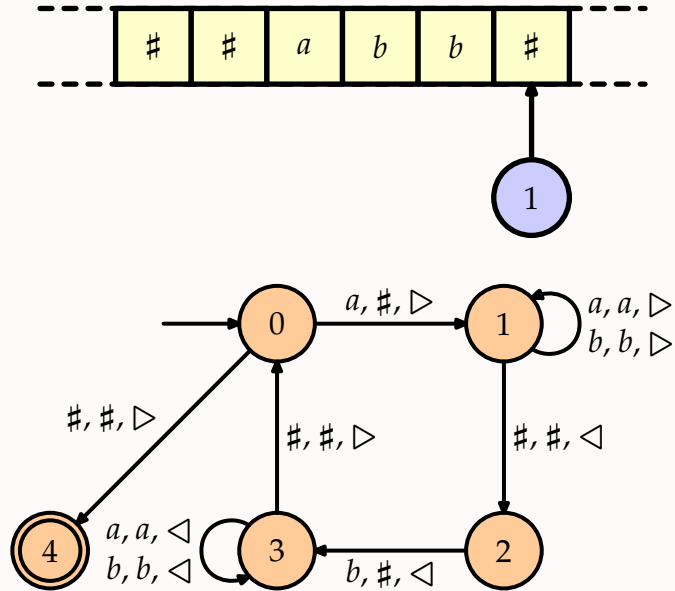 ♯ ♯ a b b ♯
1
0
a, ♯, ▷
1
a, a, ▷
b, b, ▷
♯, ♯, ▷
♯, ♯, ▷
♯, ♯, ◁
a, a, ◁
b, b, ◁
4
3
b, ♯, ◁
2